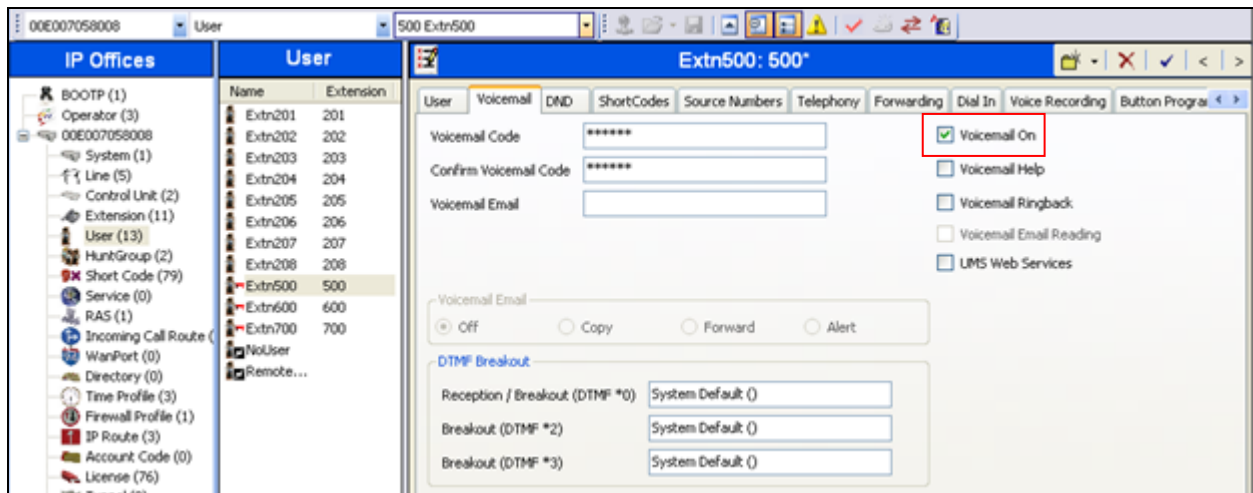 00E007058008 User 500 Extn500
IP Offices
BOOTP (1)
Operator (3)
00E007058008
System (1)
Line (5)
Control Unit (2)
Extension (11)
User (13)
HuntGroup (2)
Short Code (79)
Service (0)
RAS (1)
Incoming Call Route (
WanPort (0)
Directory (0)
Time Profile (3)
Firewall Profile (1)
IP Route (3)
Account Code (0)
License (76)
User
Name Extension
Extn201 201
Extn202 202
Extn203 203
Extn204 204
Extn205 205
Extn206 206
Extn207 207
Extn208 208
Extn500 500
Extn600 600
Extn700 700
NoUser
Remote...
Extn500: 500*
User Voicemail DND ShortCodes Source Numbers Telephony Forwarding Dial In Voice Recording Button Progra
Voicemail Code ******
Confirm Voicemail Code ******
Voicemail Email
Voicemail On
Voicemail Help
Voicemail Ringback
Voicemail Email Reading
UMS Web Services
Voicemail Email
Off Copy Forward Alert
DTMF Breakout
Reception / Breakout (DTMF *0) System Default ()
Breakout (DTMF *2) System Default ()
Breakout (DTMF *3) System Default ()